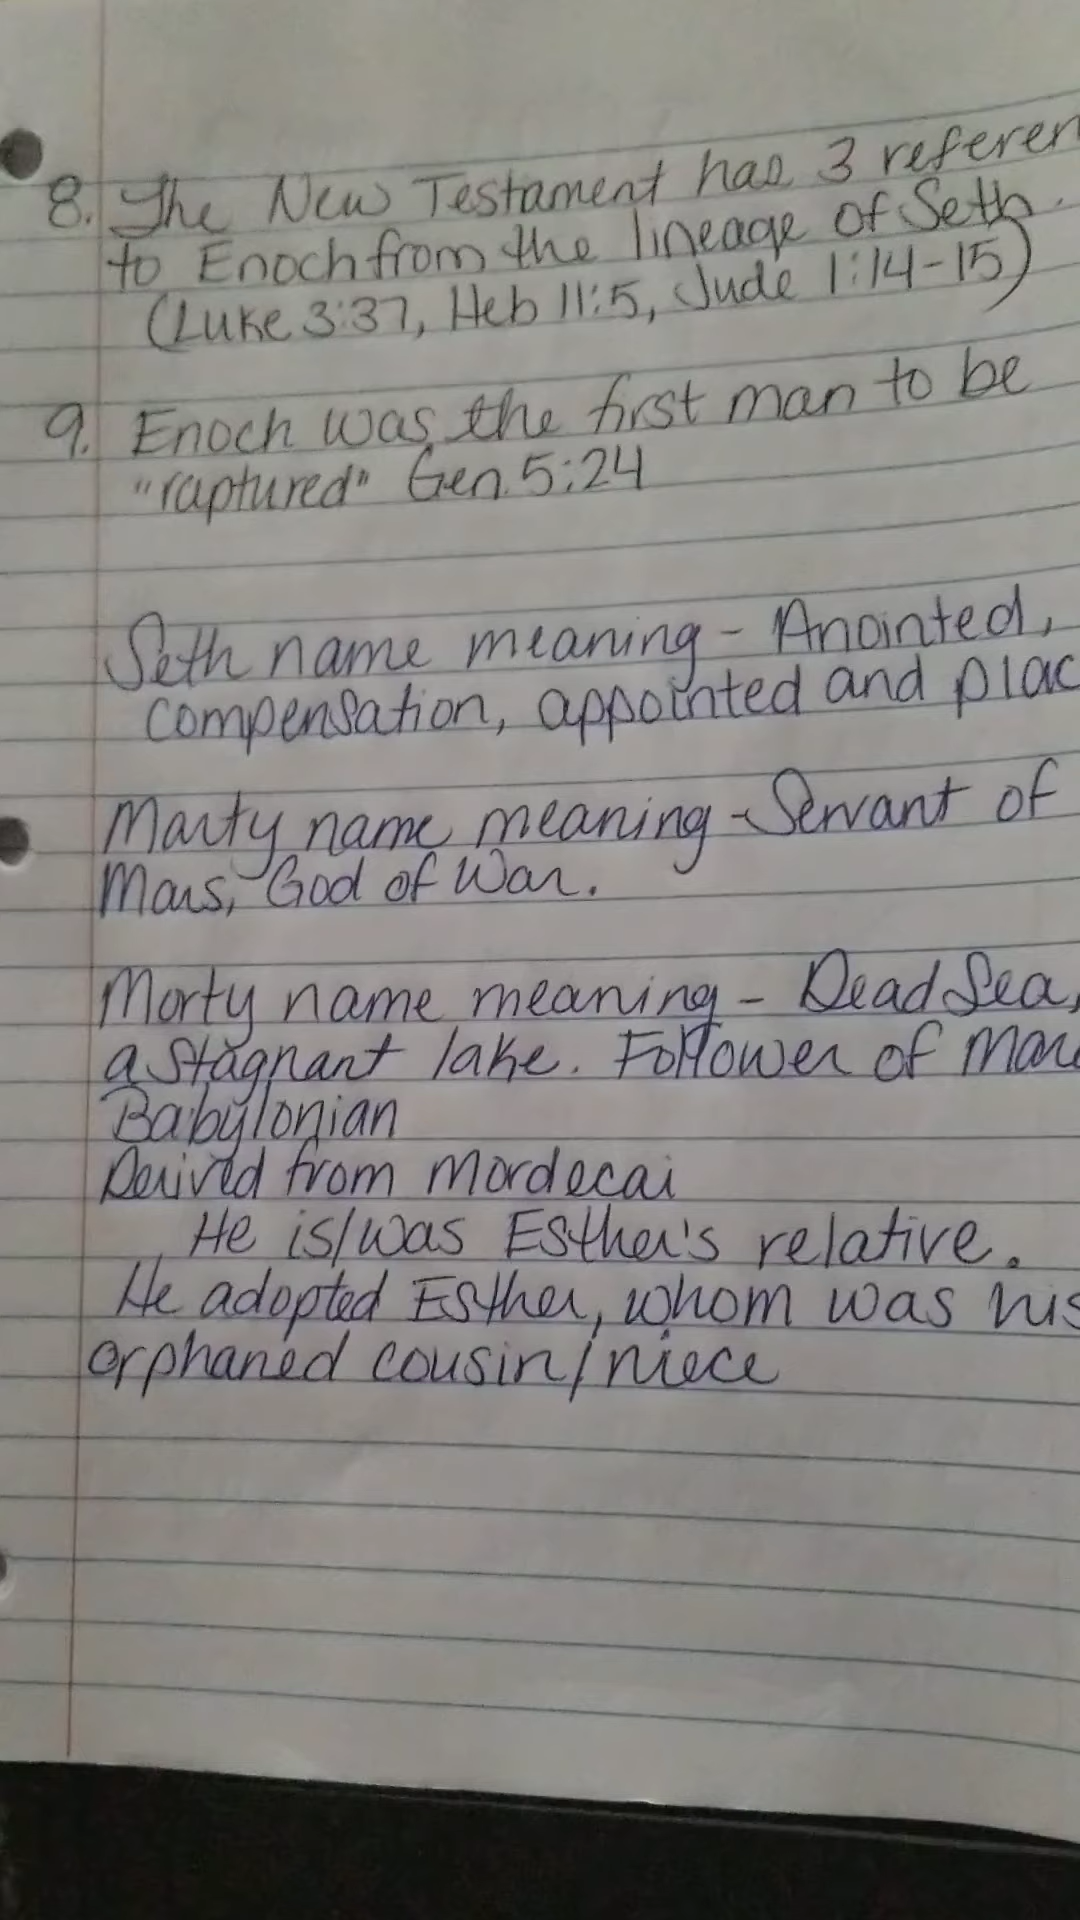 8. The New Testament has 3 referen
to Enoch from the lineage of Seth.
(Luke 3:37, Heb 11:5, Jude 1:14-15)
9. Enoch was the first man to be
"raptured" Gen. 5:24
Seth name meaning - Anointed,
compensation, appointed and plac
Marty name meaning - Servant of
Mars, God of War.
Morty name meaning - Dead Sea,
a stagnant lake. Follower of Mar
Babylonian
Derived from Mordecai
He is/was Esther's relative.
He adopted Esther, whom was his
orphaned cousin/niece